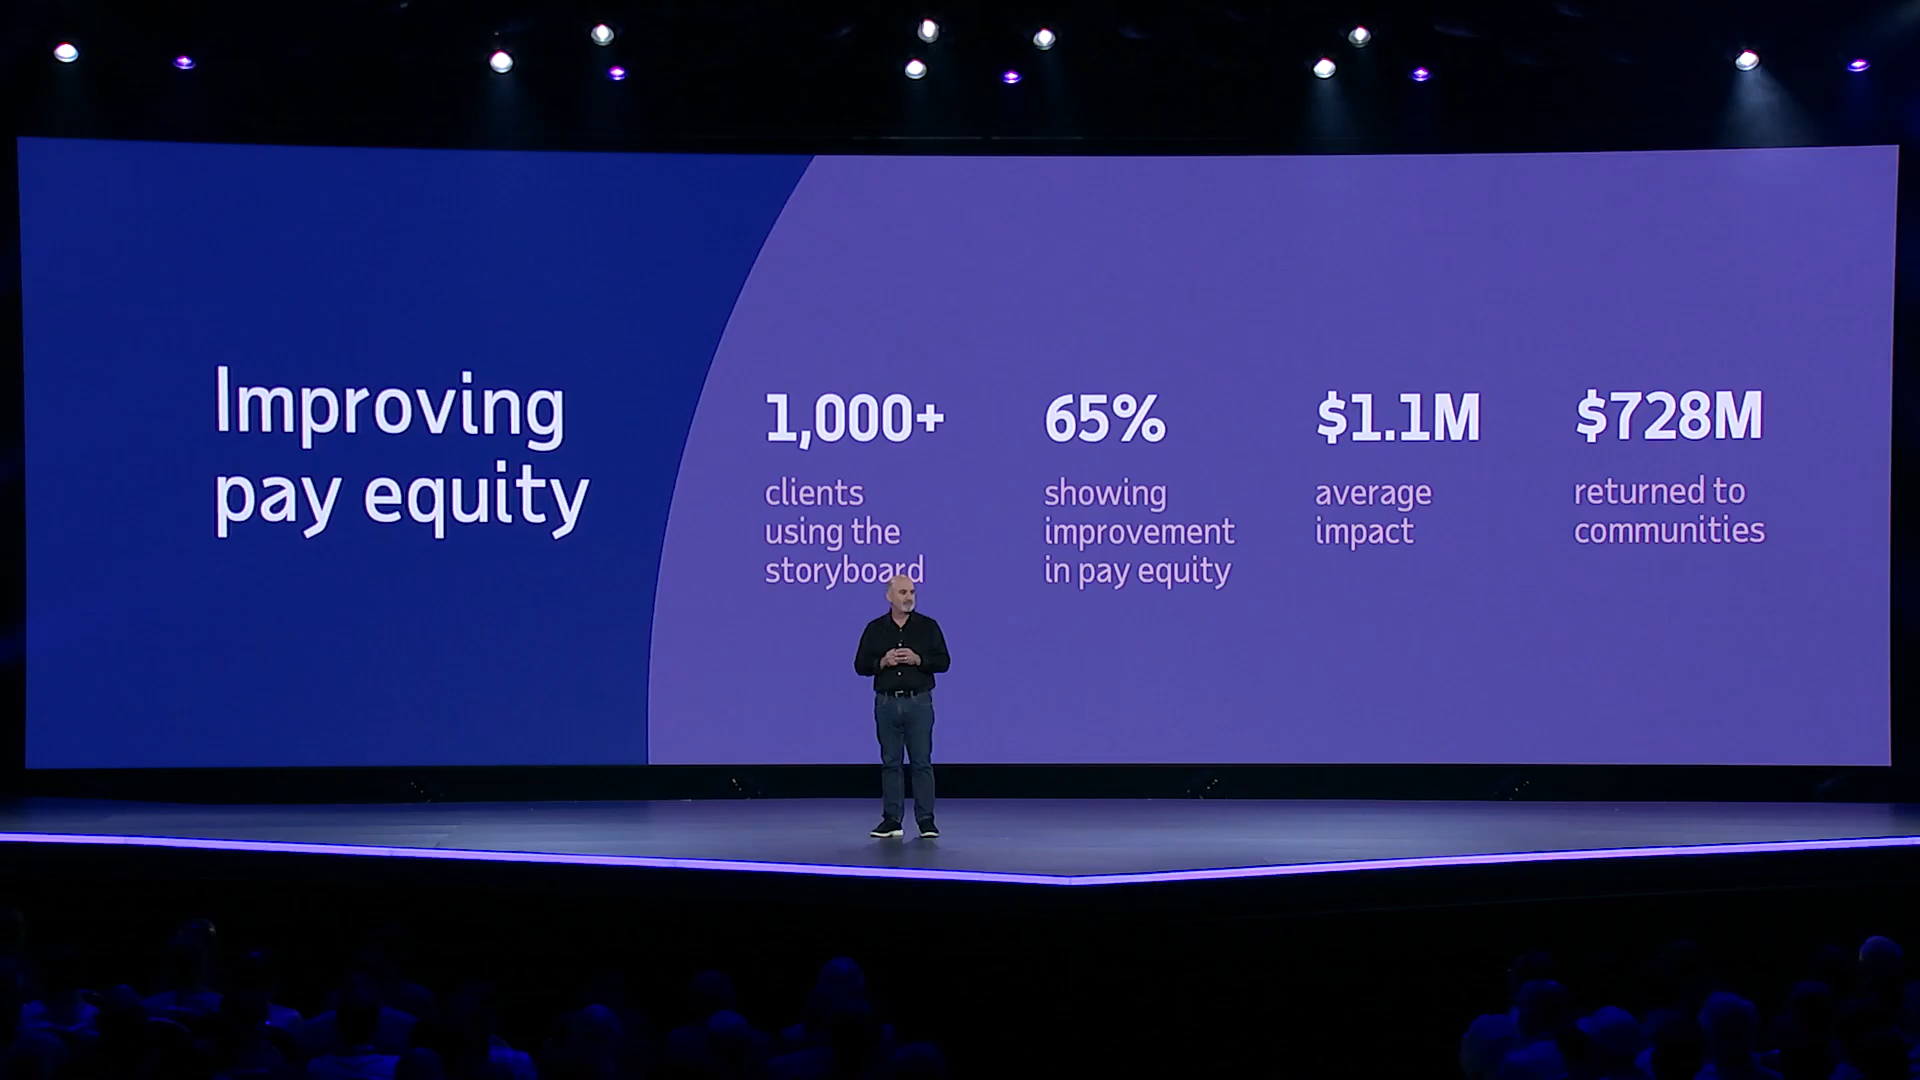 Improving
pay equity
1,000+
clients
using the
storyboard
65%
showing
improvement
in pay equity
$1.1M
average
impact
$728M
returned to
communities